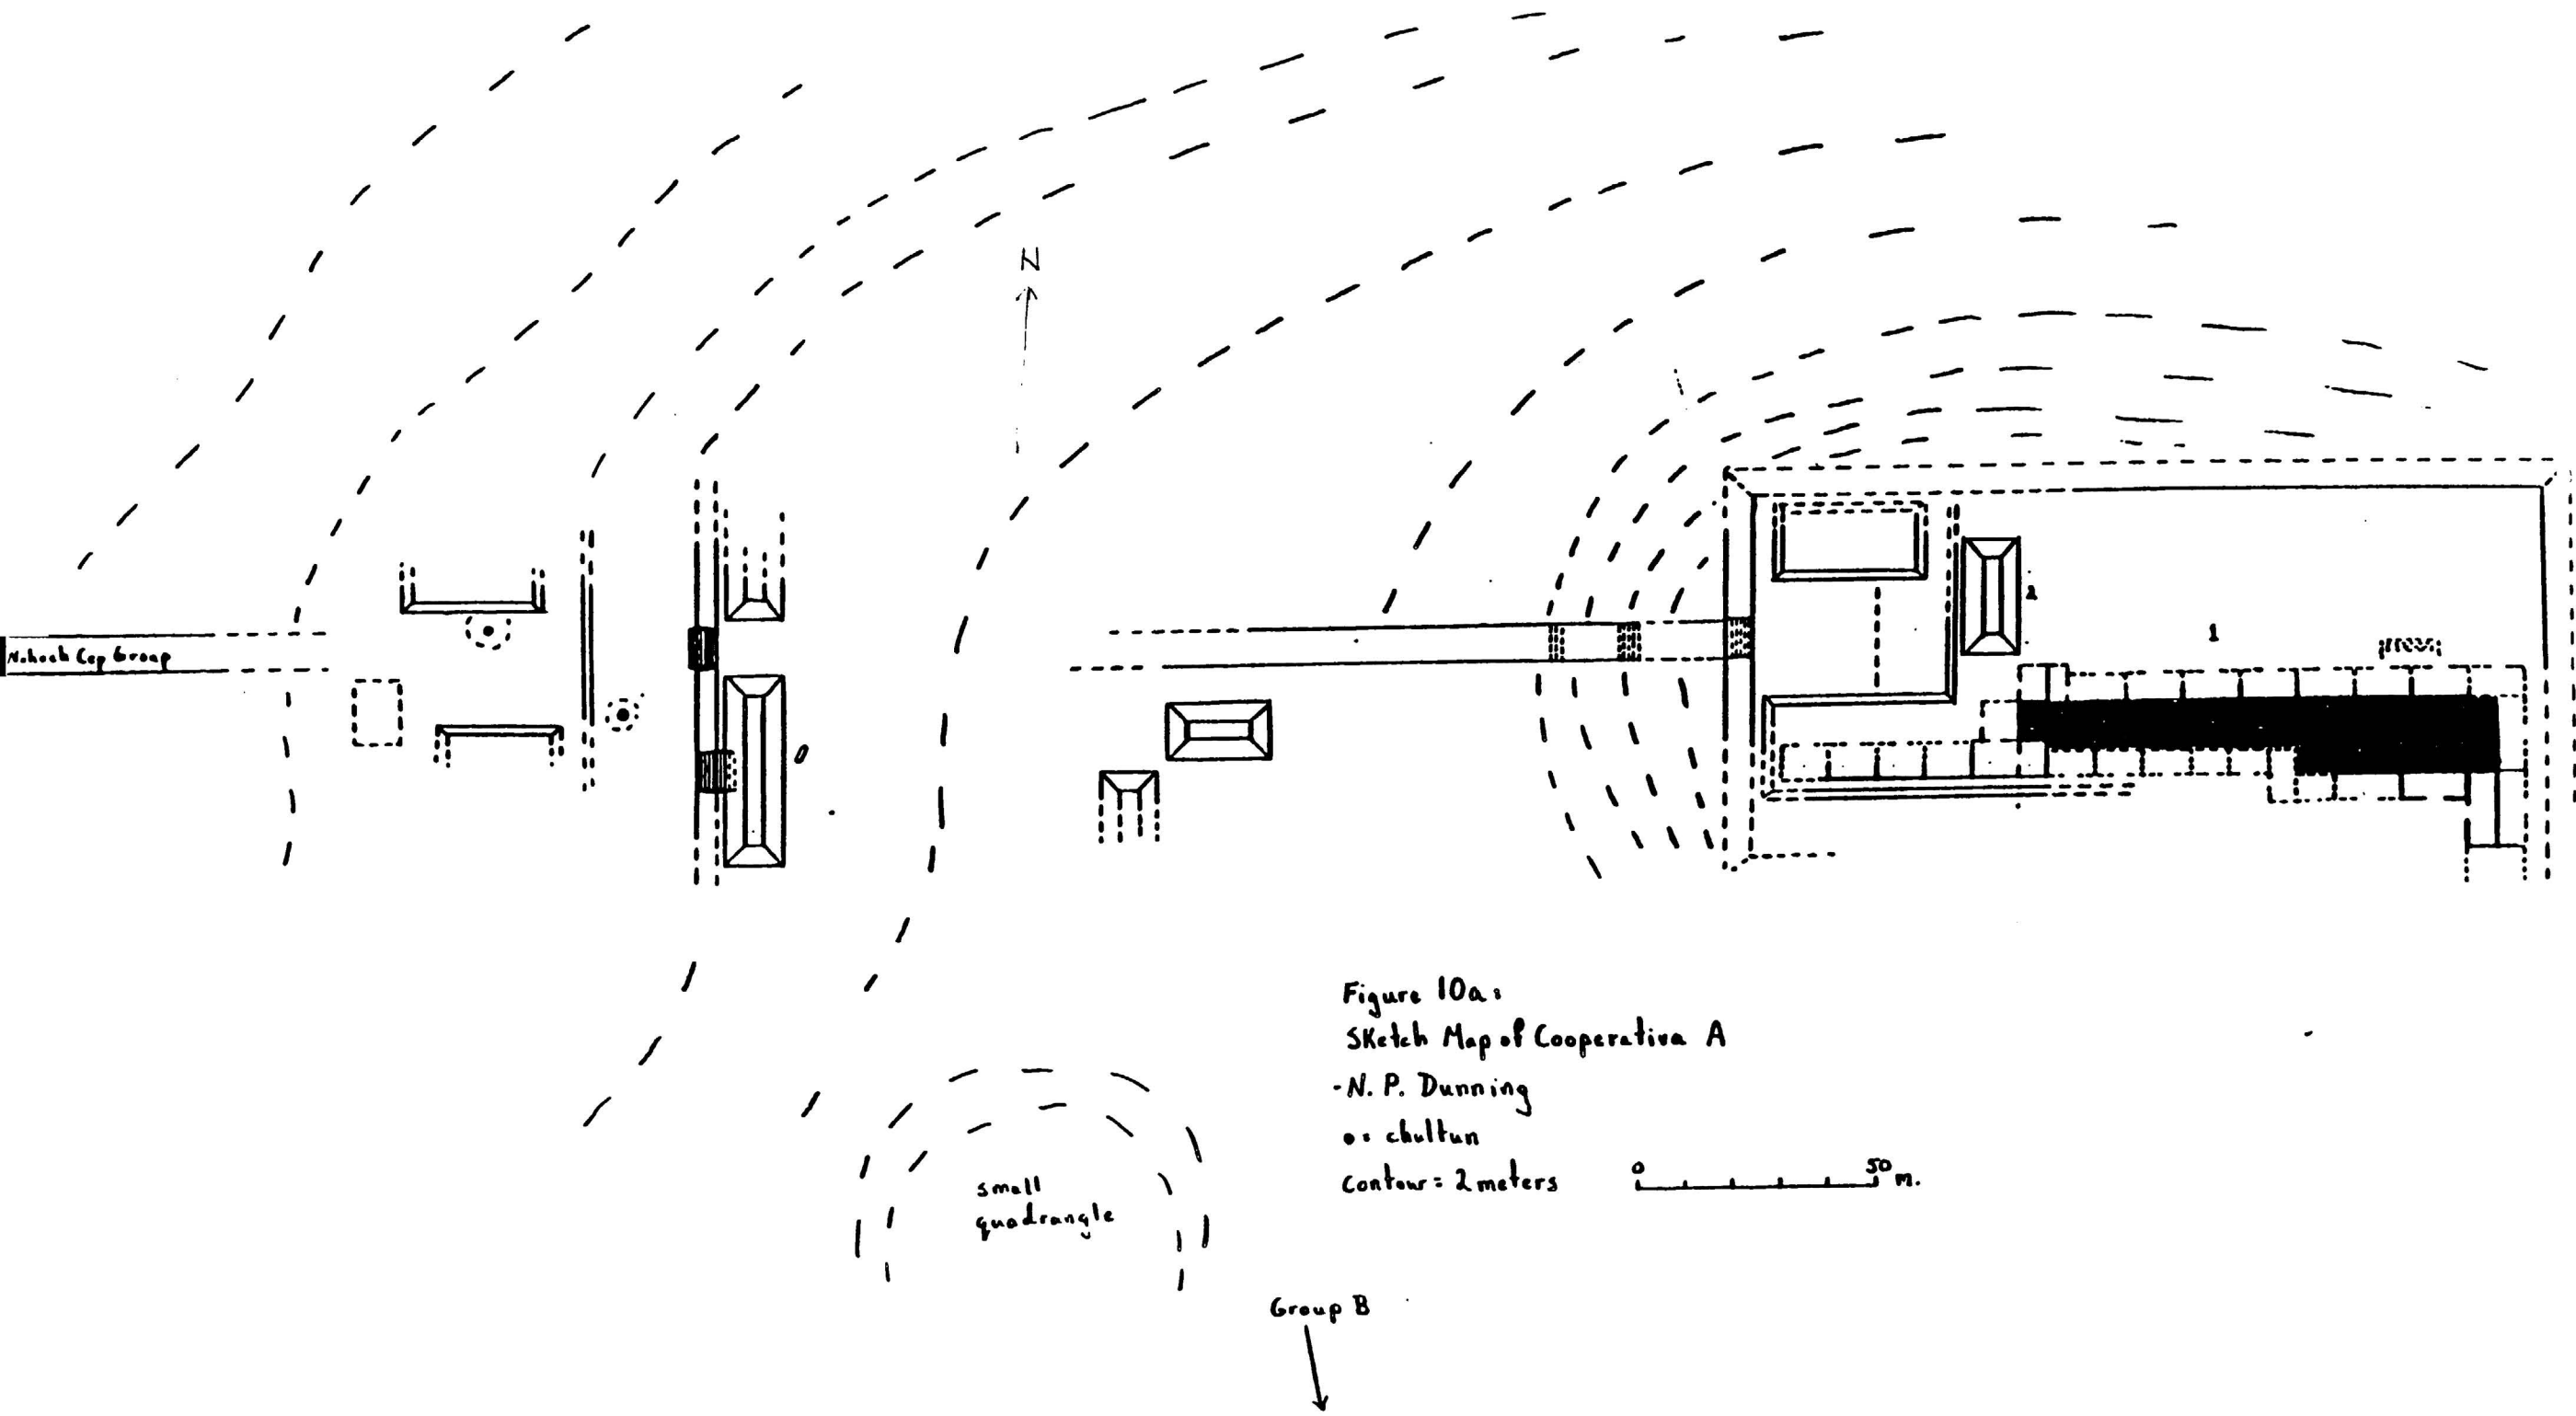 N
Nohoch Cep Group
2
1
Figure 10a:
Sketch Map of Cooperativa A
-N. P. Dunning
●= chultun
contour= 2 meters
0 50 m.
small
quadrangle
Group B